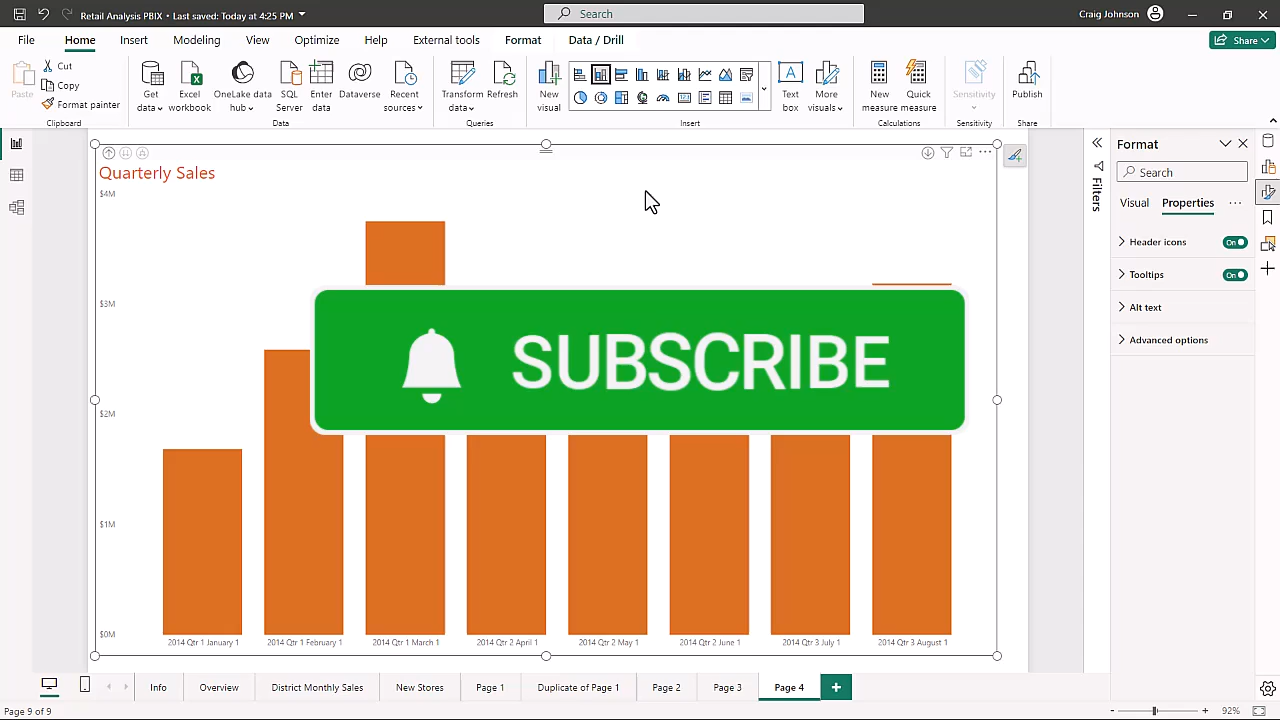 Retail Analysis PBIX • Last saved: Today at 4:25 PM
Search
Craig Johnson
File Home Insert Modeling View Optimize Help External tools Format Data / Drill
Share
Paste
Cut
Copy
Format painter
Clipboard
Get data
Excel workbook
OneLake data hub
SQL Server
Enter data
Dataverse
Recent sources
Data
Transform data
Refresh
Queries
New visual
Text box
More visuals
Insert
New measure
Quick measure
Calculations
Sensitivity
Sensitivity
Publish
Share
Quarterly Sales
$4M
$3M
$2M
$1M
$0M
2014 Qtr 1 January 1
2014 Qtr 1 February 1
2014 Qtr 1 March 1
2014 Qtr 2 April 1
2014 Qtr 2 May 1
2014 Qtr 2 June 1
2014 Qtr 3 July 1
2014 Qtr 3 August 1
SUBSCRIBE
Filters
Format
Search
Visual Properties
Header icons On
Tooltips On
Alt text
Advanced options
Info Overview District Monthly Sales New Stores Page 1 Duplicate of Page 1 Page 2 Page 3 Page 4
Page 9 of 9
92%